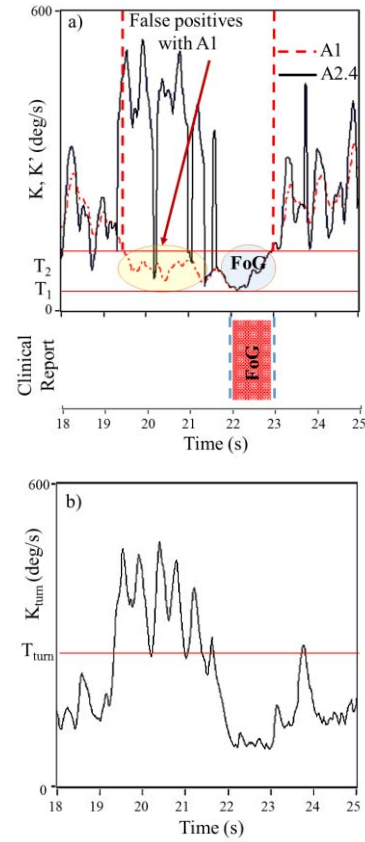 a)
600
False positives
with A1
A1
A2.4
K, K' (deg/s)
T2
T1
0
FoG
Clinical
Report
FoG
18 19 20 21 22 23 24 25
Time (s)
b)
600
Kturn (deg/s)
Tturn
0
18 19 20 21 22 23 24 25
Time (s)